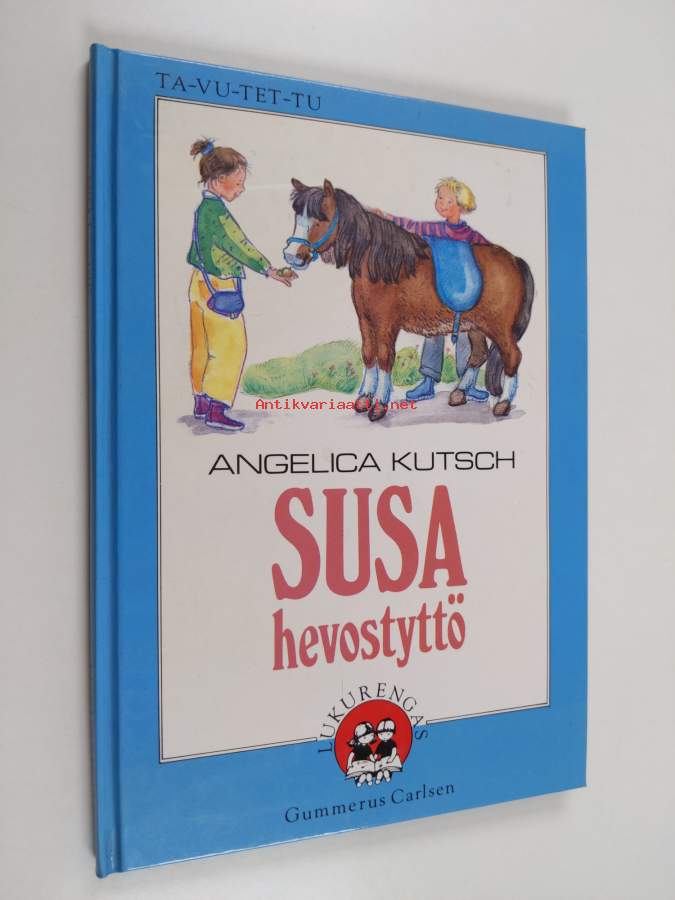 TA-VU-TET-TU
Antikvariaatti.net
ANGELICA KUTSCH
SUSA
hevostyttö
LUKURENGAS
Gummerus Carlsen